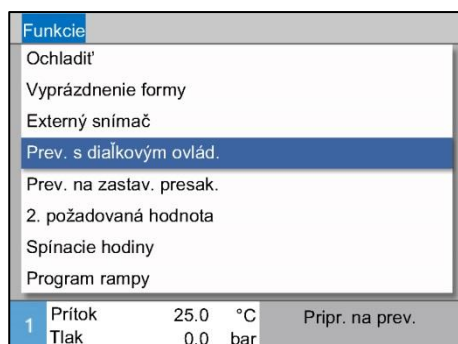 Funkcie
Ochladiť
Vyprázdnenie formy
Externý snímač
Prev. s diaľkovým ovlád.
Prev. na zastav. presak.
2. požadovaná hodnota
Spínacie hodiny
Program rampy
1 Prítok 25.0 °C Pripr. na prev.
Tlak 0.0 bar